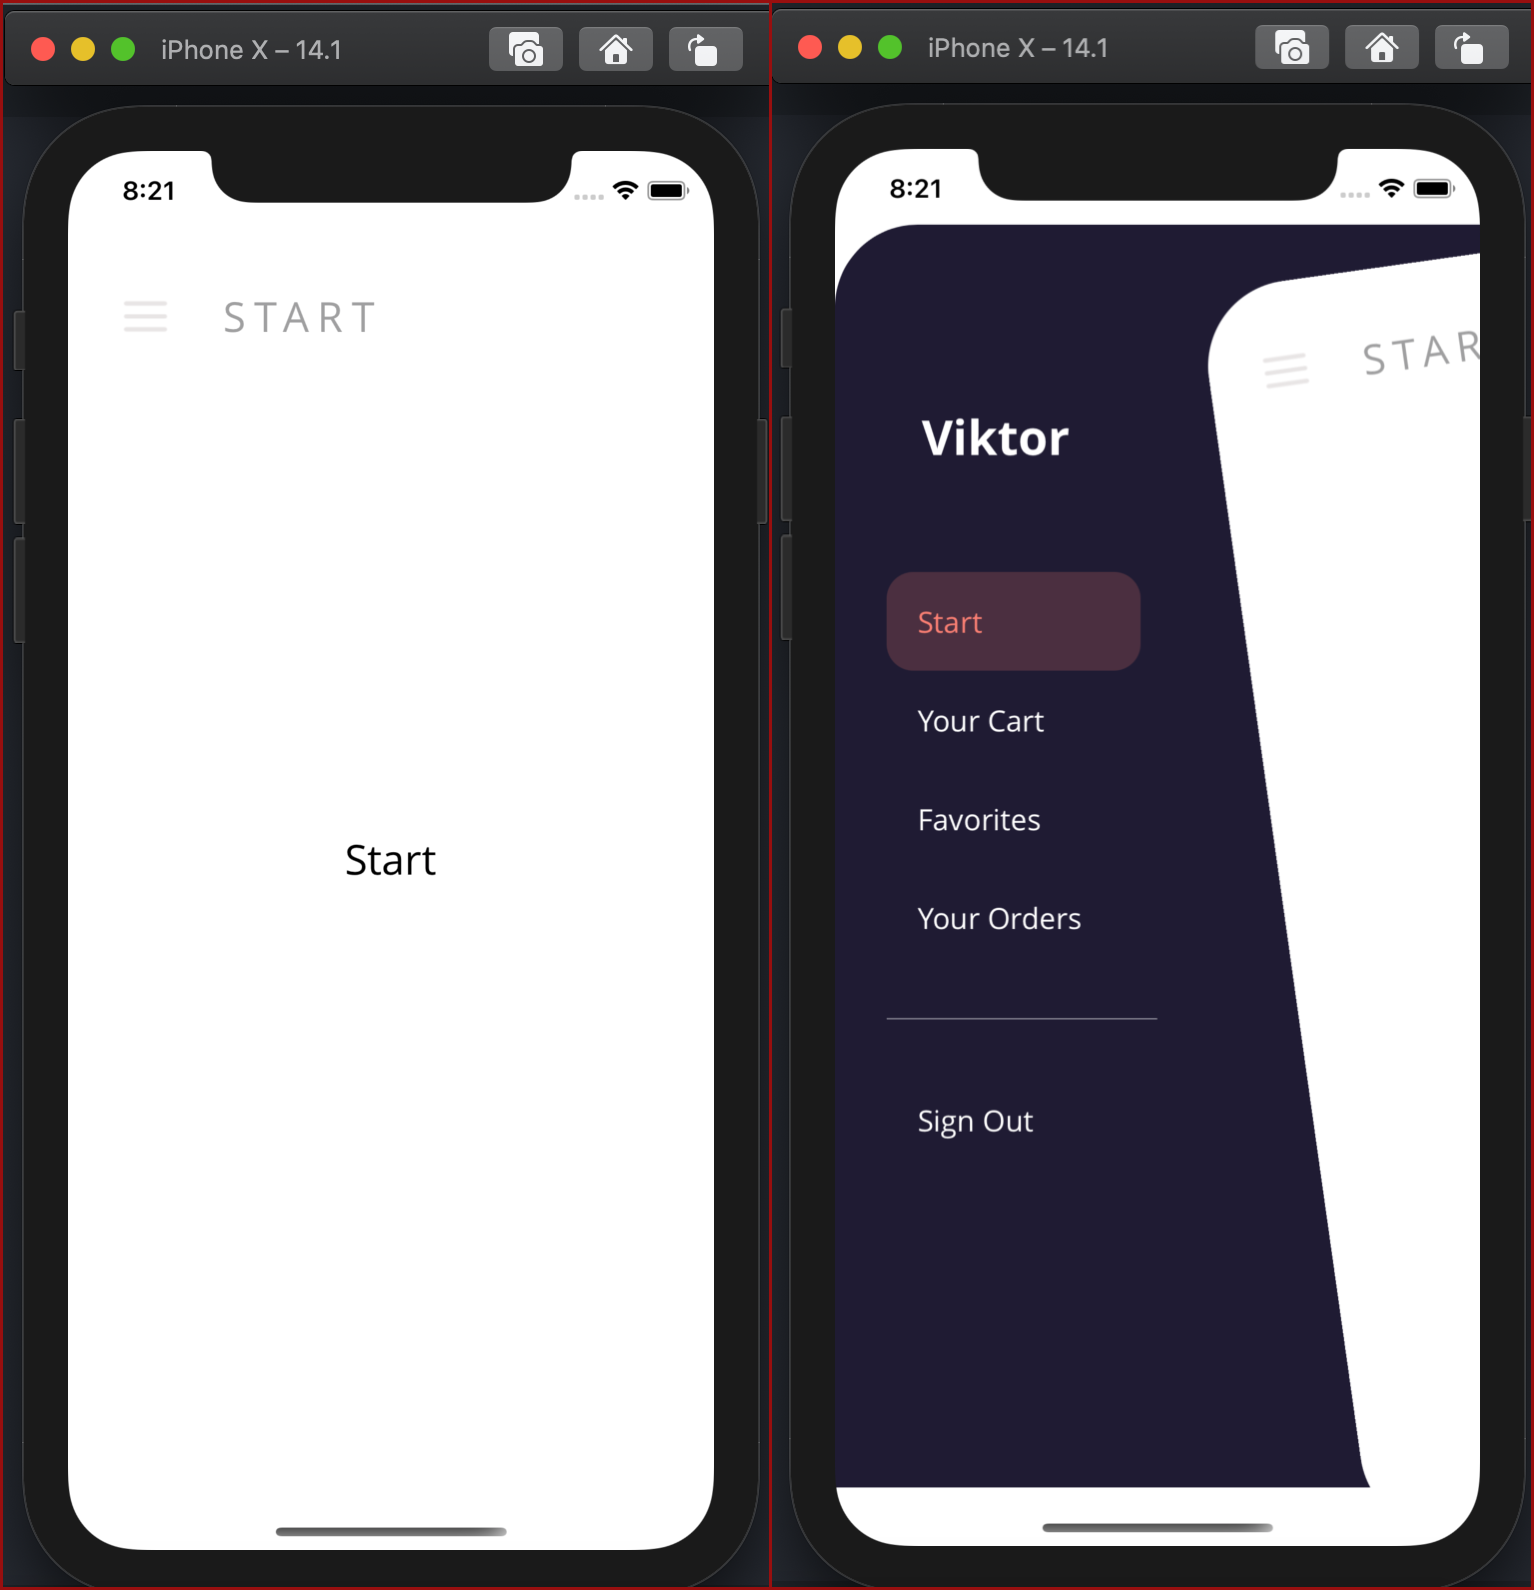 iPhone X – 14.1
8:21
START
Start
iPhone X – 14.1
8:21
STAR
Viktor
Start
Your Cart
Favorites
Your Orders
Sign Out